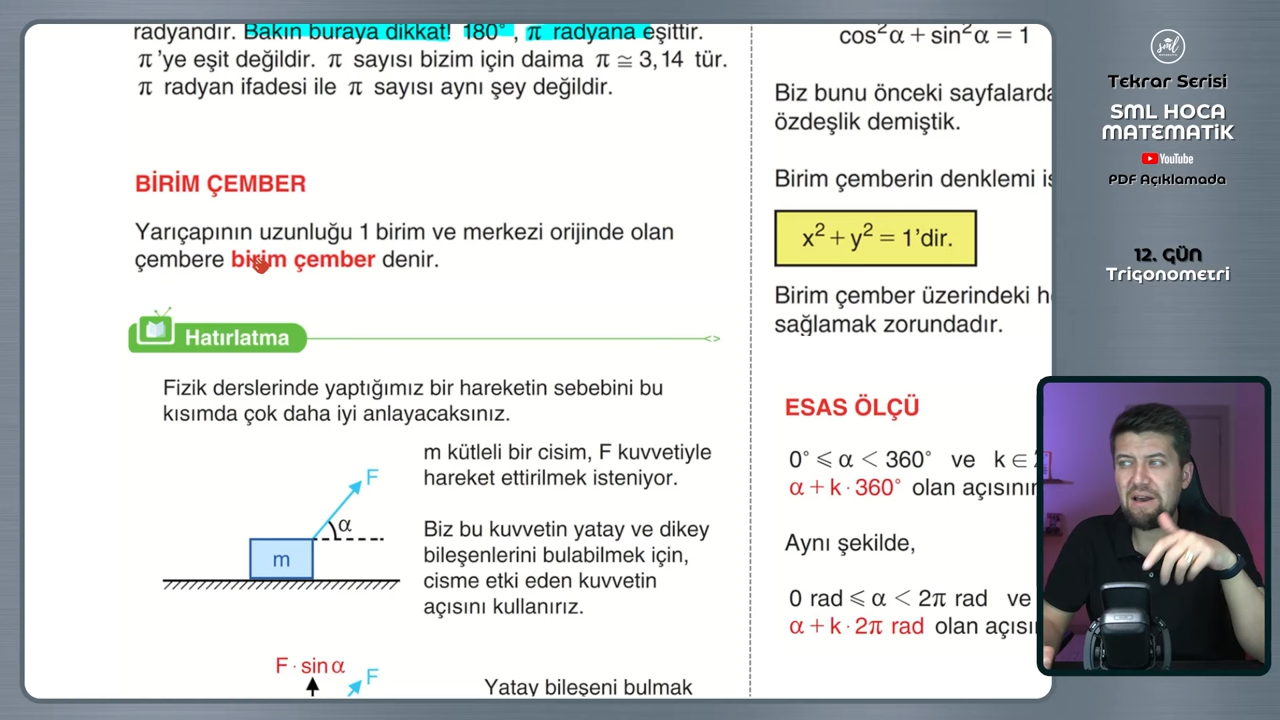 radyandır. Bakın buraya dikkat! 180° , π radyana eşittir.
π 'ye eşit değildir. π sayısı bizim için daima π ≅ 3,14 tür.
π radyan ifadesi ile π sayısı aynı şey değildir.
BİRİM ÇEMBER
Yarıçapının uzunluğu 1 birim ve merkezi orijinde olan
çembere birim çember denir.
Hatırlatma
Fizik derslerinde yaptığımız bir hareketin sebebini bu
kısımda çok daha iyi anlayacaksınız.
m kütleli bir cisim, F kuvvetiyle
hareket ettirilmek isteniyor.
Biz bu kuvvetin yatay ve dikey
bileşenlerini bulabilmek için,
cisme etki eden kuvvetin
açısını kullanırız.
F
α
m
F · sin α
F
Yatay bileşeni bulmak
cos²α + sin²α = 1
Biz bunu önceki sayfalarda
özdeşlik demiştik.
Birim çemberin denklemi
x² + y² = 1'dir.
Birim çember üzerindeki
sağlamak zorundadır.
ESAS ÖLÇÜ
0° ⩽ α < 360° ve k ∈
α + k · 360° olan açısının
Aynı şekilde,
0 rad ⩽ α < 2π rad ve
α + k · 2π rad olan
sml
Tekrar Serisi
SML HOCA
MATEMATİK
YouTube
PDF Açıklamada
12. GÜN
Trigonometri